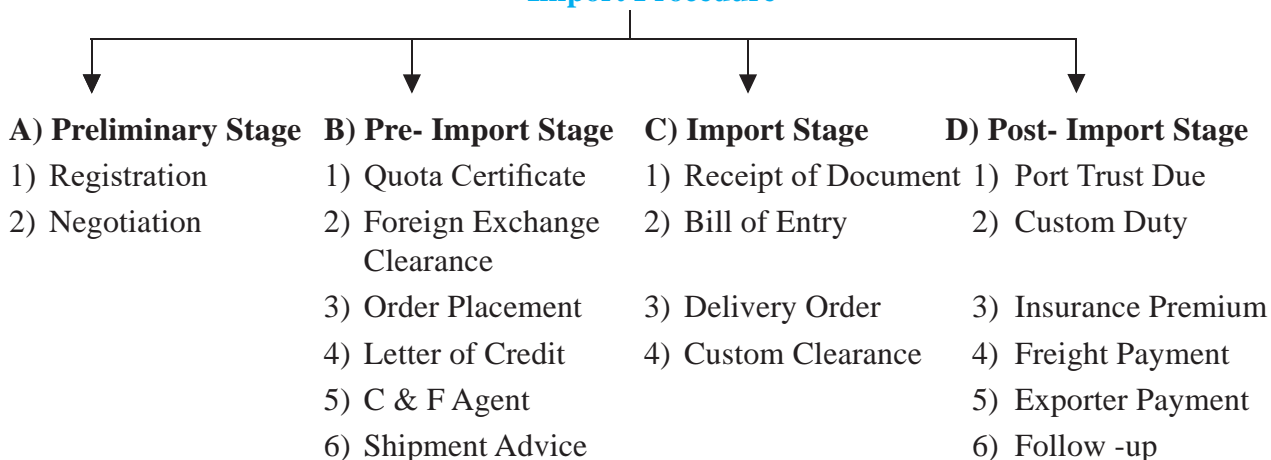 Import Procedure
A) Preliminary Stage
1) Registration
2) Negotiation
B) Pre- Import Stage
1) Quota Certificate
2) Foreign Exchange
Clearance
3) Order Placement
4) Letter of Credit
5) C & F Agent
6) Shipment Advice
C) Import Stage
1) Receipt of Document
2) Bill of Entry
3) Delivery Order
4) Custom Clearance
D) Post- Import Stage
1) Port Trust Due
2) Custom Duty
3) Insurance Premium
4) Freight Payment
5) Exporter Payment
6) Follow -up